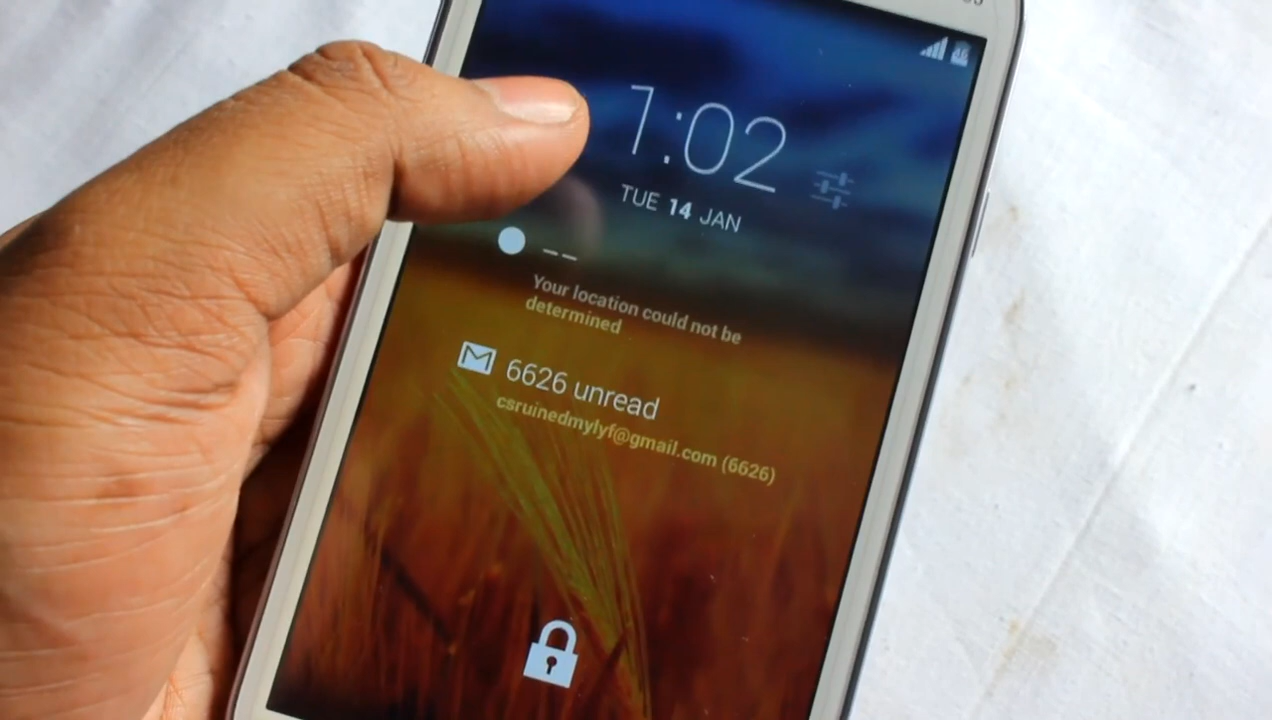 7:02
TUE 14 JAN
--
Your location could not be
determined
6626 unread
csruinedmylyf@gmail.com (6626)